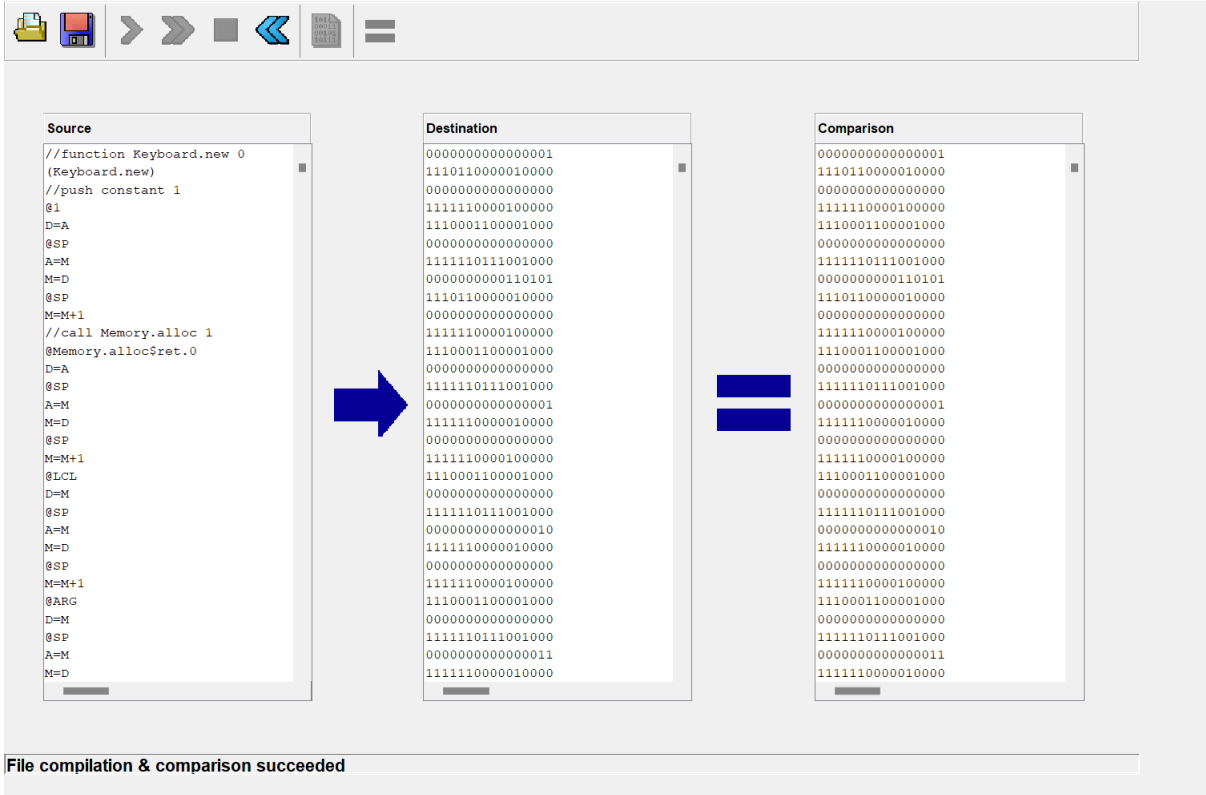 Source
//function Keyboard.new 0
(Keyboard.new)
//push constant 1
@1
D=A
@SP
A=M
M=D
@SP
M=M+1
//call Memory.alloc 1
@Memory.alloc$ret.0
D=A
@SP
A=M
M=D
@SP
M=M+1
@LCL
D=M
@SP
A=M
M=D
@SP
M=M+1
@ARG
D=M
@SP
A=M
M=D
Destination
0000000000000001
1110110000010000
0000000000000000
1111110000100000
1110001100001000
0000000000000000
1111110111001000
0000000000110101
1110110000010000
0000000000000000
1111110000100000
1110001100001000
0000000000000000
1111110111001000
0000000000000001
1111110000010000
0000000000000000
1111110000100000
1110001100001000
0000000000000000
1111110111001000
0000000000000010
1111110000010000
0000000000000000
1111110000100000
1110001100001000
0000000000000000
1111110111001000
0000000000000011
1111110000010000
Comparison
0000000000000001
1110110000010000
0000000000000000
1111110000100000
1110001100001000
0000000000000000
1111110111001000
0000000000110101
1110110000010000
0000000000000000
1111110000100000
1110001100001000
0000000000000000
1111110111001000
0000000000000001
1111110000010000
0000000000000000
1111110000100000
1110001100001000
0000000000000000
1111110111001000
0000000000000010
1111110000010000
0000000000000000
1111110000100000
1110001100001000
0000000000000000
1111110111001000
0000000000000011
1111110000010000
File compilation & comparison succeeded